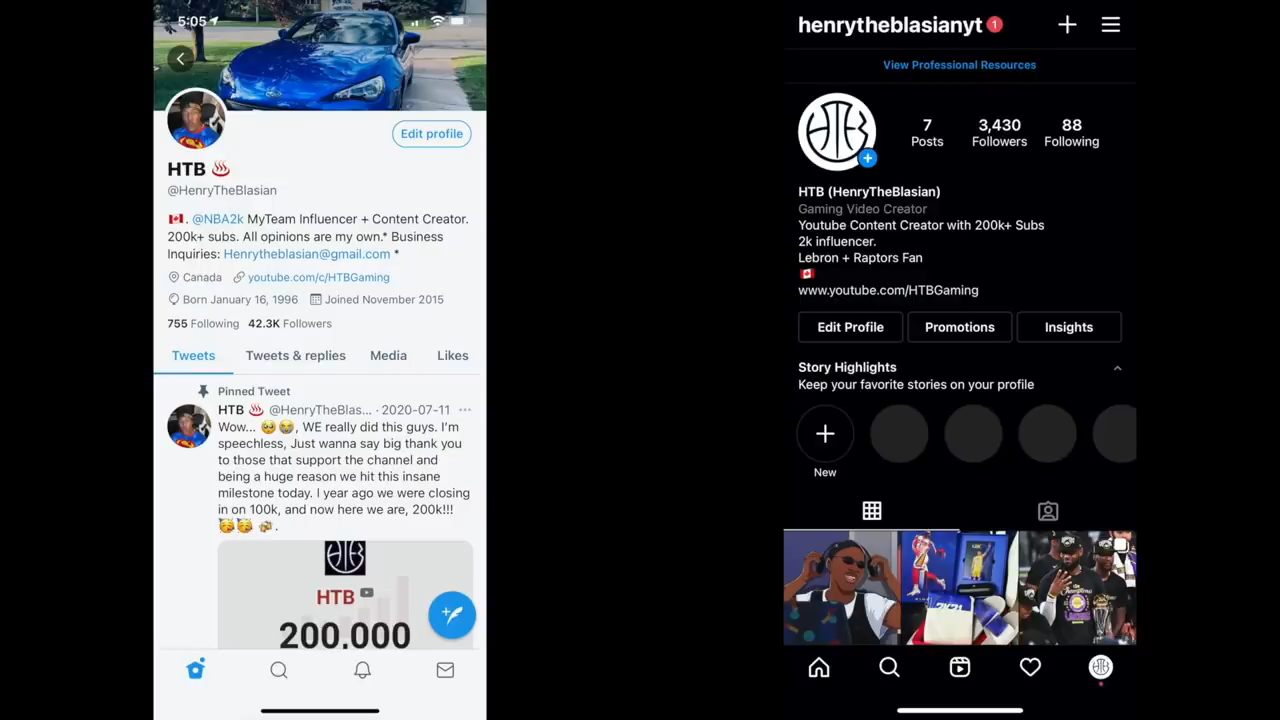 5:05
Edit profile
HTB ♨️
@HenryTheBlasian
🇨🇦. @NBA2k MyTeam Influencer + Content Creator.
200k+ subs. All opinions are my own.* Business
Inquiries: Henrytheblasian@gmail.com *
Canada youtube.com/c/HTBGaming
Born January 16, 1996 Joined November 2015
755 Following 42.3K Followers
Tweets Tweets & replies Media Likes
Pinned Tweet
HTB ♨️ @HenryTheBlas... · 2020-07-11 ...
Wow... 🥺😭, WE really did this guys. I'm
speechless, Just wanna say big thank you
to those that support the channel and
being a huge reason we hit this insane
milestone today. I year ago we were closing
in on 100k, and now here we are, 200k!!!
🥳🥳 🍻.
HTB
HTB
200,000
henrytheblasianyt 1
View Professional Resources
HTB
7
Posts
3,430
Followers
88
Following
HTB (HenryTheBlasian)
Gaming Video Creator
Youtube Content Creator with 200k+ Subs
2k influencer.
Lebron + Raptors Fan
🇨🇦
www.youtube.com/HTBGaming
Edit Profile Promotions Insights
Story Highlights
Keep your favorite stories on your profile
New
2K21
HTB